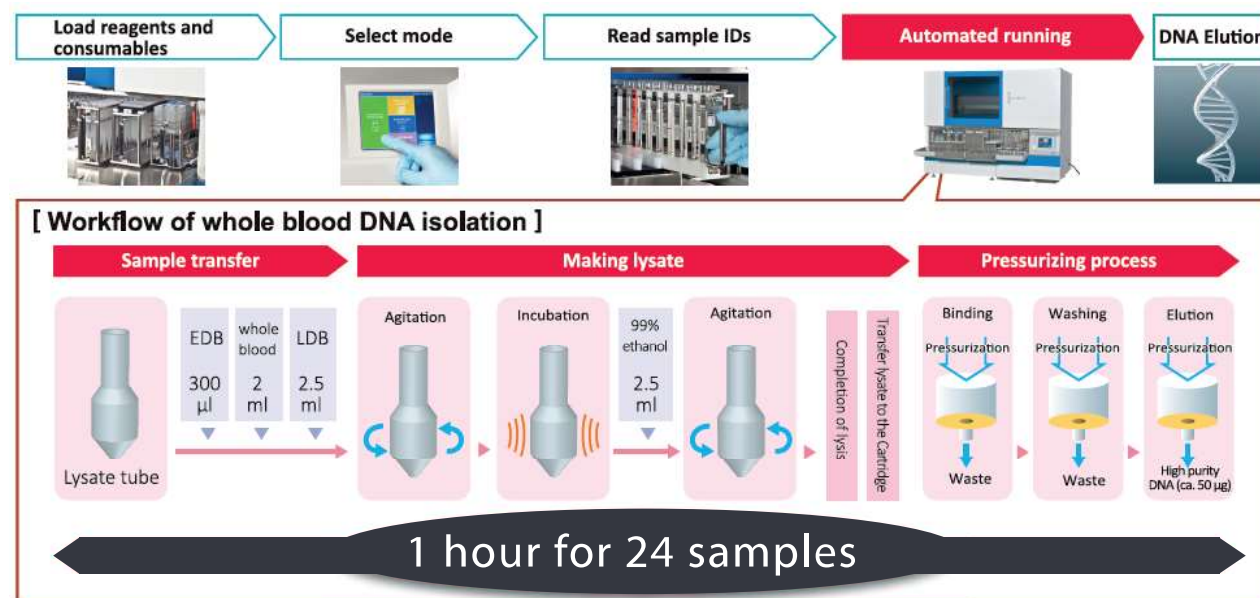 Load reagents and
consumables
Select mode
Read sample IDs
Automated running
DNA Elution
[ Workflow of whole blood DNA isolation ]
Sample transfer
Making lysate
Pressurizing process
Lysate tube
EDB
300
µl
whole
blood
2
ml
LDB
2.5
ml
Agitation
Incubation
99%
ethanol
2.5
ml
Agitation
Completion of lysis
Transfer lysate to the Cartridge
Binding
Pressurization
Waste
Washing
Pressurization
Waste
Elution
Pressurization
High purity
DNA (ca. 50 µg)
1 hour for 24 samples